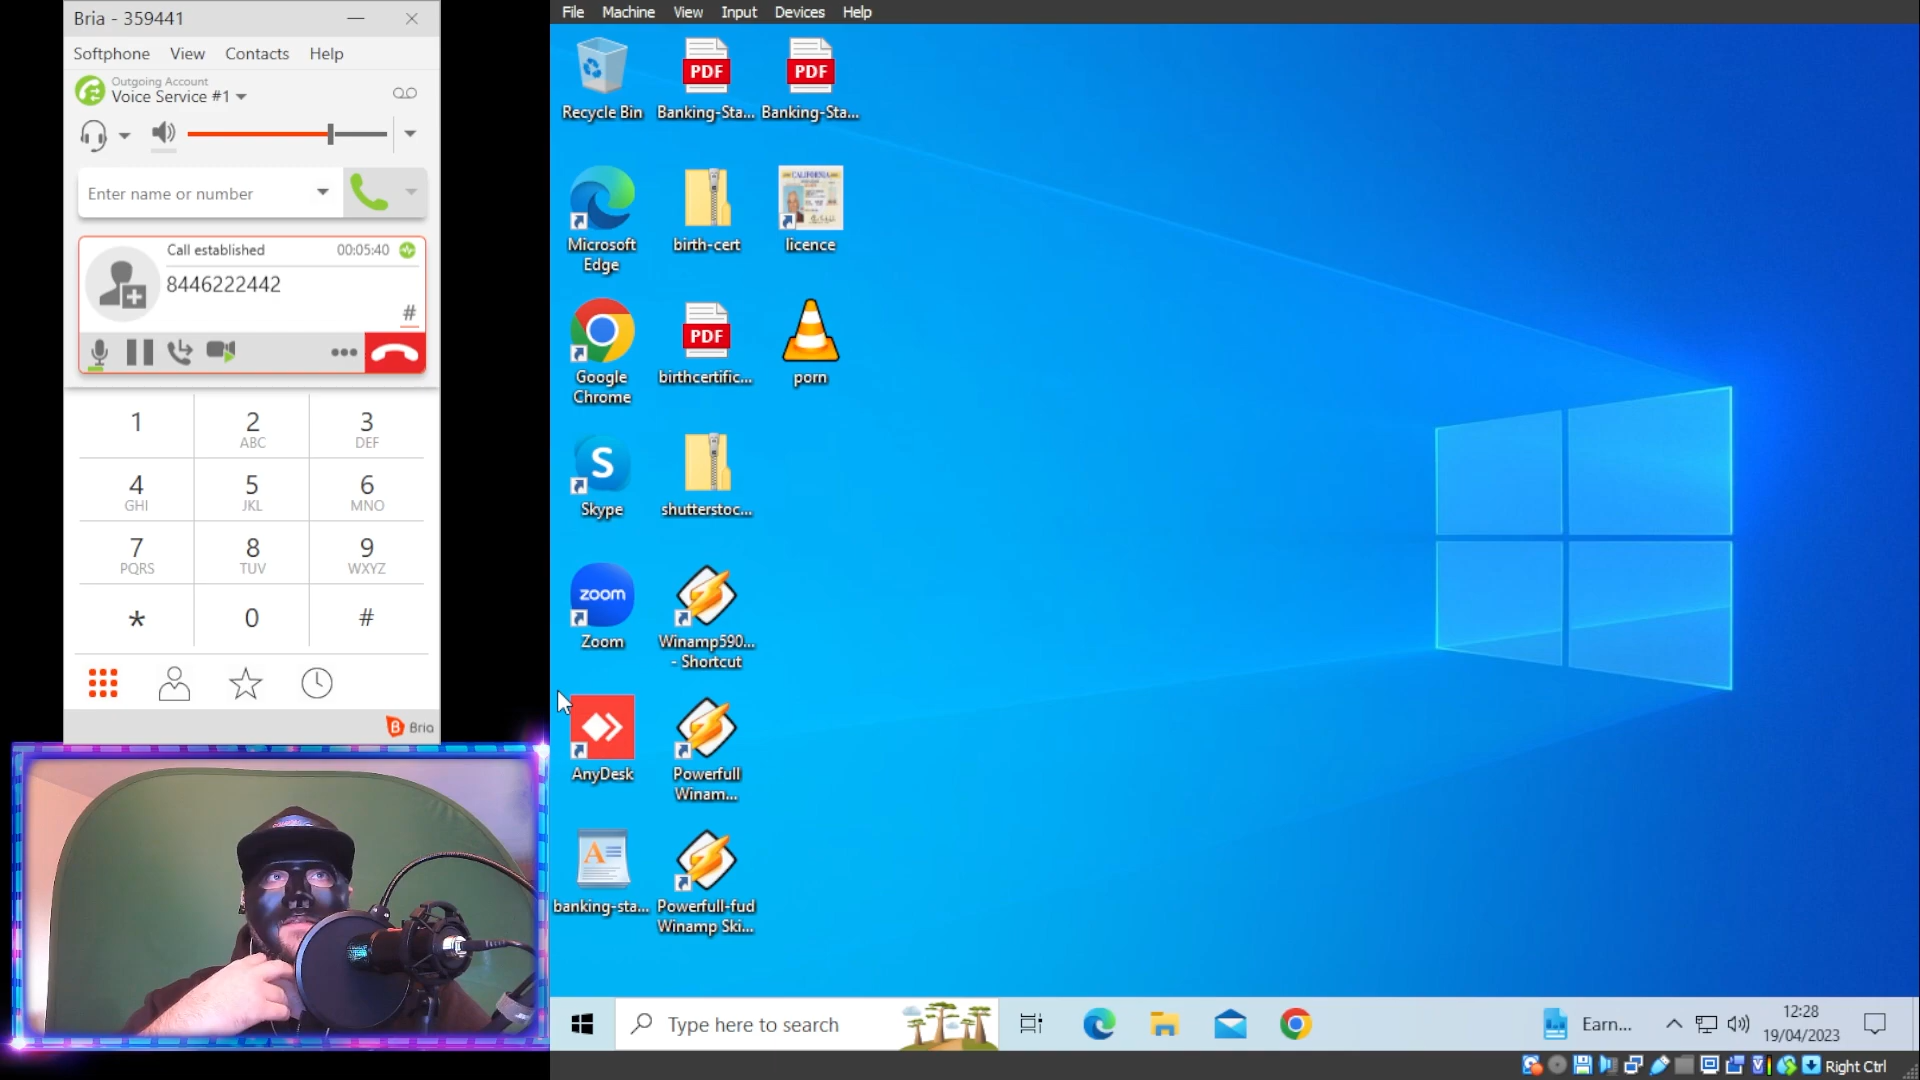 Bria - 359441
Softphone View Contacts Help
Outgoing Account
Voice Service #1
Enter name or number
Call established 00:05:40
8446222442
#
1 2 3
ABC DEF
4 5 6
GHI JKL MNO
7 8 9
PQRS TUV WXYZ
* 0 #
Bria
File Machine View Input Devices Help
PDF PDF
Recycle Bin Banking-Sta... Banking-Sta...
CALIFORNIA
Microsoft Edge birth-cert licence
PDF
Google Chrome birthcertific... porn
S
Skype shutterstoc...
zoom
Zoom Winamp590... - Shortcut
AnyDesk Powerfull Winam...
A
banking-sta... Powerfull-fud Winamp Ski...
Type here to search
Earn...
12:28
19/04/2023
Right Ctrl